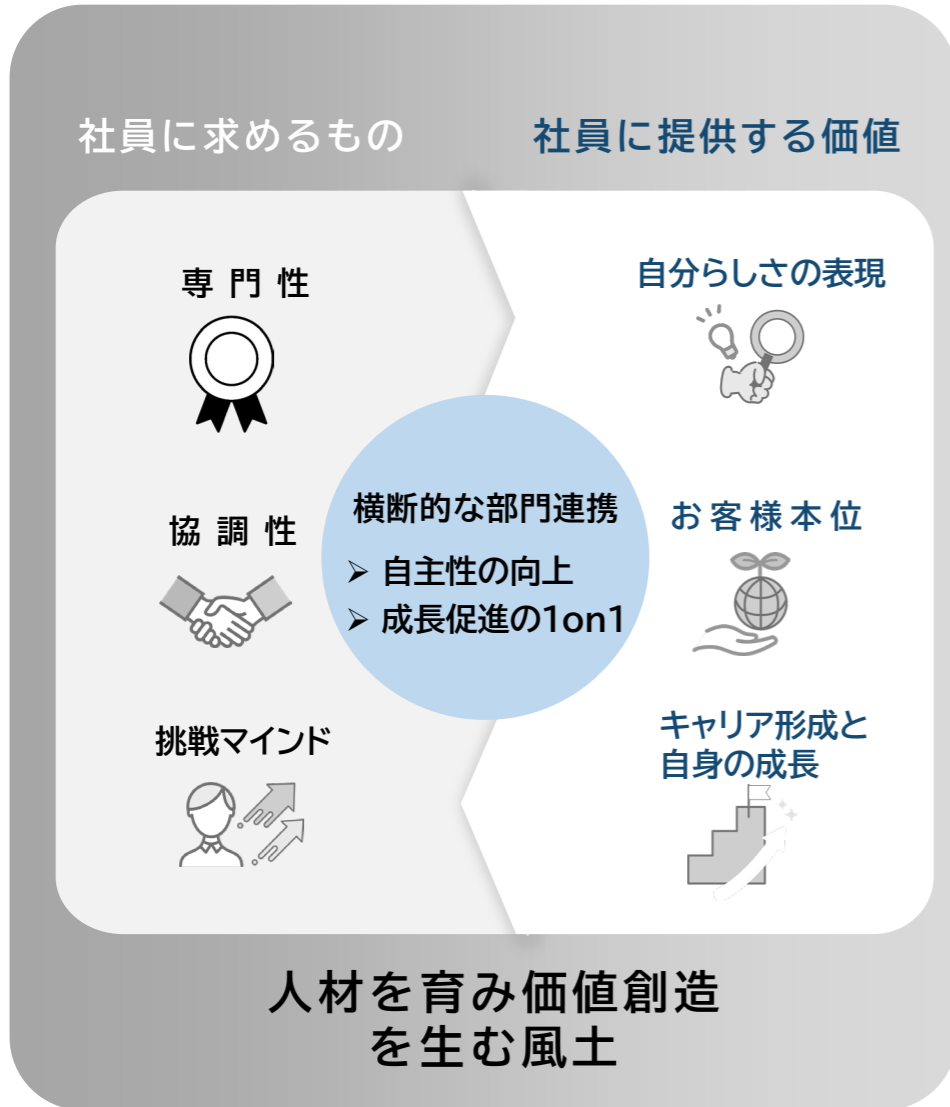 社員に求めるもの
社員に提供する価値
専門性
協調性
挑戦マインド
横断的な部門連携
➢ 自主性の向上
➢ 成長促進の1on1
自分らしさの表現
お客様本位
キャリア形成と
自身の成長
人材を育み価値創造
を生む風土